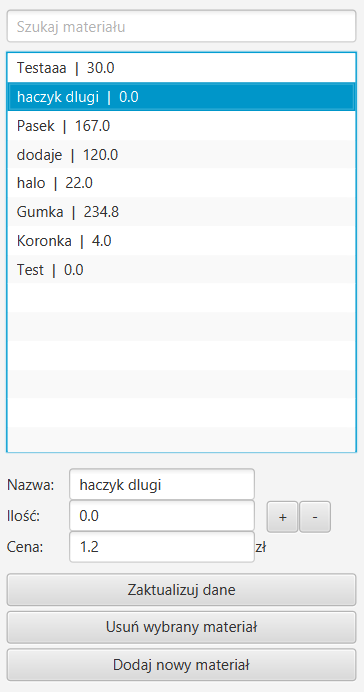 Szukaj materiału
Testaaa | 30.0
haczyk dlugi | 0.0
Pasek | 167.0
dodaje | 120.0
halo | 22.0
Gumka | 234.8
Koronka | 4.0
Test | 0.0
Nazwa: haczyk dlugi
Ilość: 0.0 + -
Cena: 1.2 zł
Zaktualizuj dane
Usuń wybrany materiał
Dodaj nowy materiał